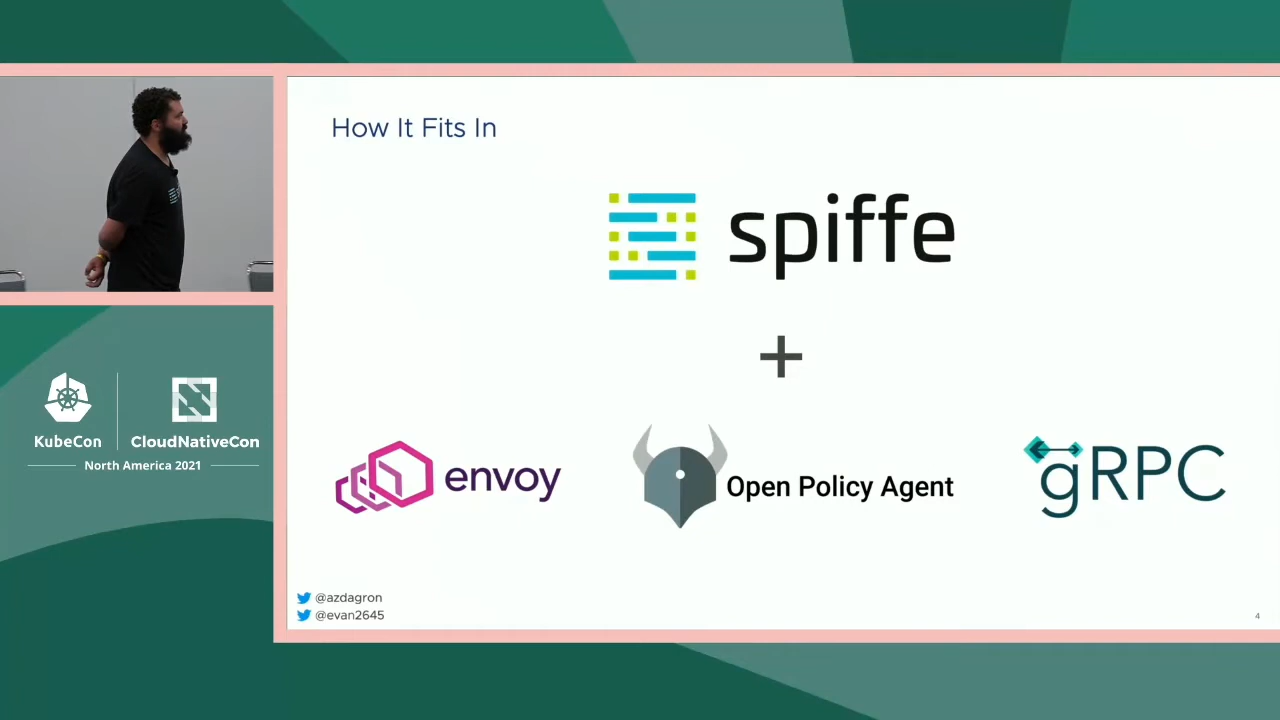 How It Fits In
spiffe
+
envoy
Open Policy Agent
gRPC
@azdagron
@evan2645
4
KubeCon
CloudNativeCon
North America 2021